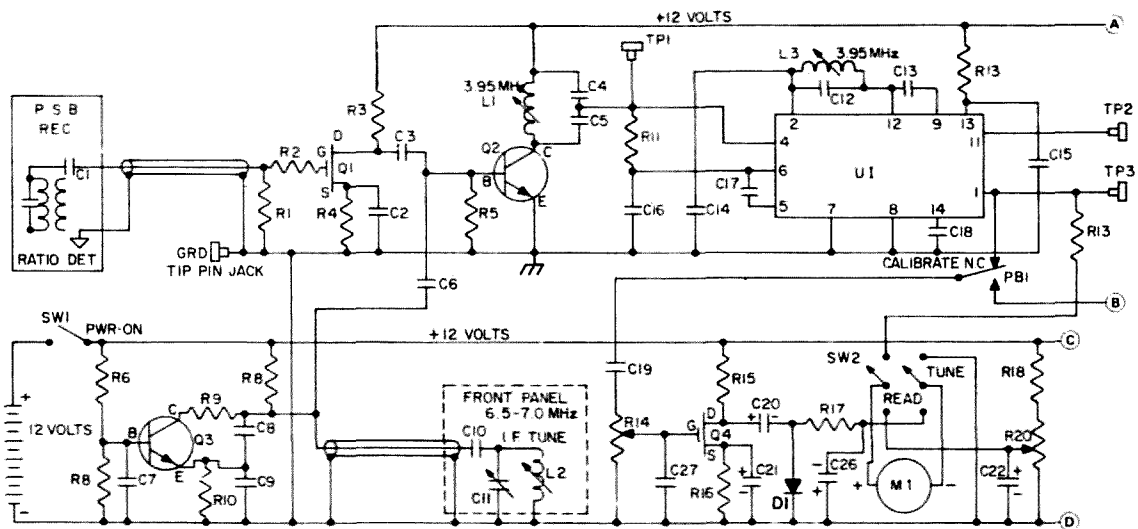 +12 VOLTS
A
TP1
L3
3.95 MHz
C13
R13
3.95 MH
L1
C4
C12
P S B
REC
R3
C5
2
12
9
13
TP2
D
R11
4
11
C3
Q2
C
C1
R2
G
Q1
6
U1
C15
TP3
B
C17
1
S
E
5
R1
R4
C2
R5
C16
C14
7
8
14
R13
C18
RATIO DET
GRD
TIP PIN JACK
CALIBRATE N.C
PB1
C6
B
SW1
PWR-ON
+12 VOLTS
C
C19
SW2
TUNE
R6
R8
R15
R18
FRONT PANEL
6.5-7.0 MHz
READ
+
C
R9
C20
R17
12 VOLTS
C10
I F TUNE
R14
D
+
-
B
Q3
C8
G
Q4
R20
S
R8
C7
E
C9
C11
L2
C27
+
C21
-
-
C26
+
+
M1
-
C22
+
-
R10
R16
D1
-
D